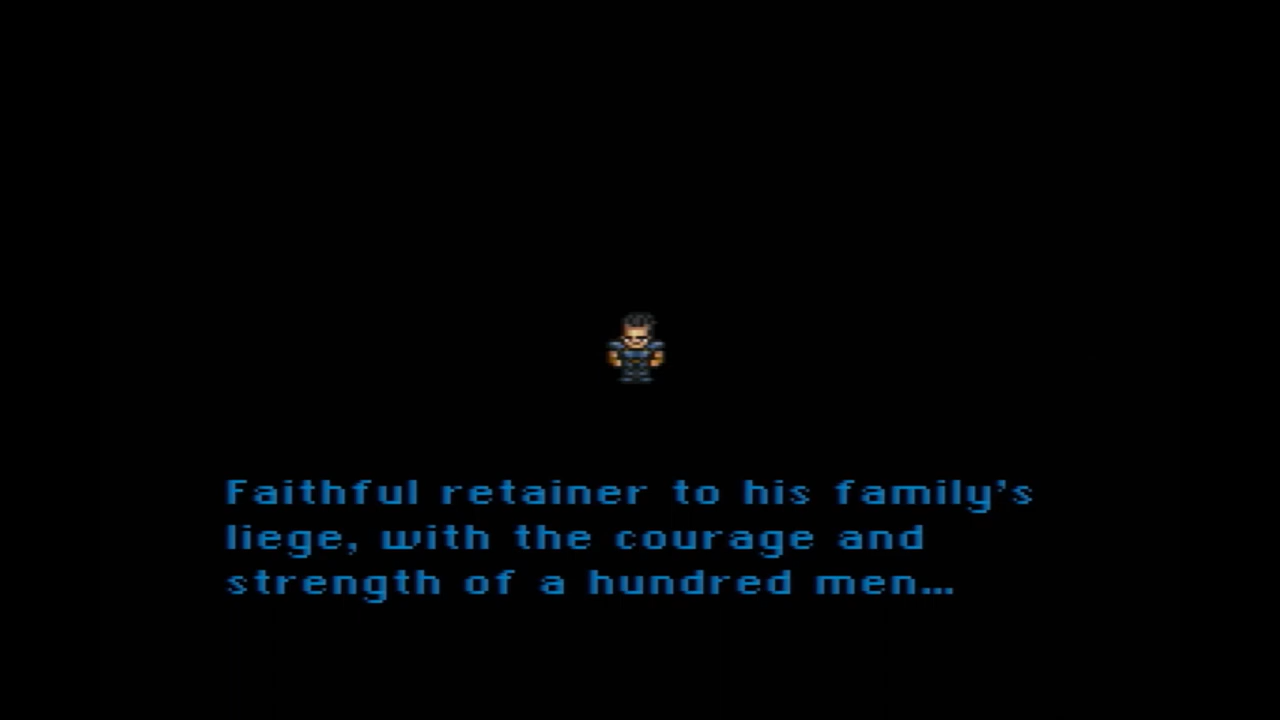 Faithful retainer to his family's
liege, with the courage and
strength of a hundred men…